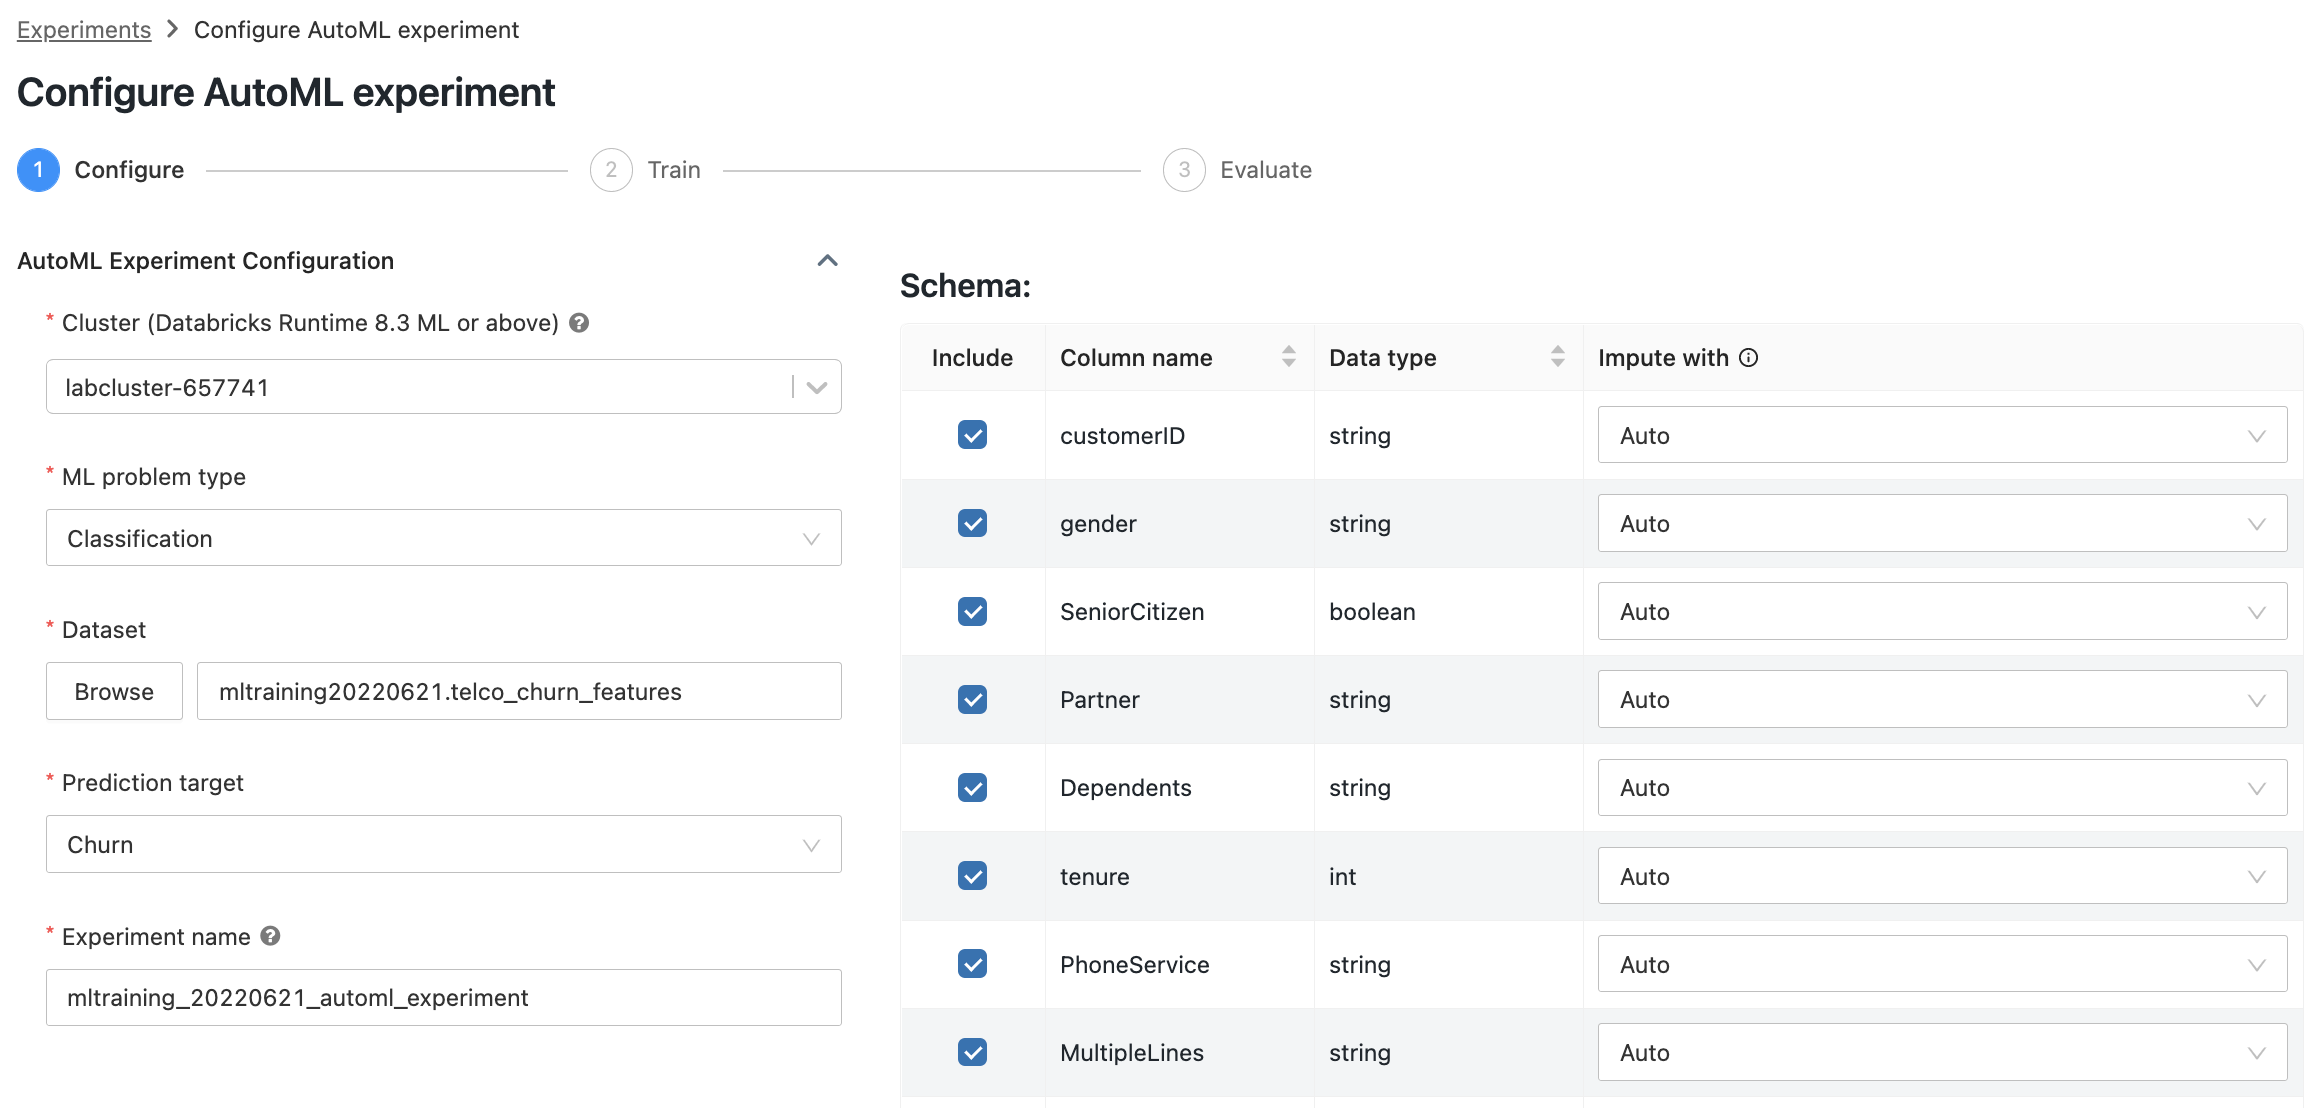 Experiments > Configure AutoML experiment
Configure AutoML experiment
1 Configure 2 Train 3 Evaluate
AutoML Experiment Configuration
* Cluster (Databricks Runtime 8.3 ML or above) ?
labcluster-657741
* ML problem type
Classification
* Dataset
Browse mltraining20220621.telco_churn_features
* Prediction target
Churn
* Experiment name ?
mltraining_20220621_automl_experiment
Schema:
Include Column name Data type Impute with
customerID string Auto
gender string Auto
SeniorCitizen boolean Auto
Partner string Auto
Dependents string Auto
tenure int Auto
PhoneService string Auto
MultipleLines string Auto